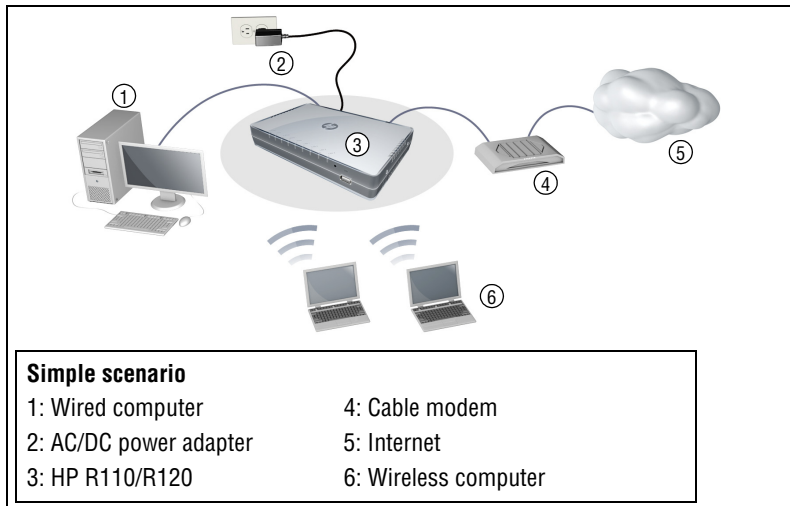 ①
②
③
④
⑤
⑥
Simple scenario
1: Wired computer
2: AC/DC power adapter
3: HP R110/R120
4: Cable modem
5: Internet
6: Wireless computer